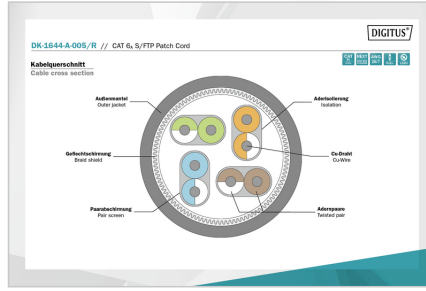 DIGITUS®
DK-1644-A-005/R // CAT 6A S/FTP Patch Cord
Kabelquerschnitt
Cable cross section
CAT
Außenmantel
Outer jacket
Aderisolierung
Isolation
Geflechtschirmung
Braid shield
Cu-Draht
Cu-Wire
Paarabschirmung
Pair screen
Adernpaare
Twisted pair